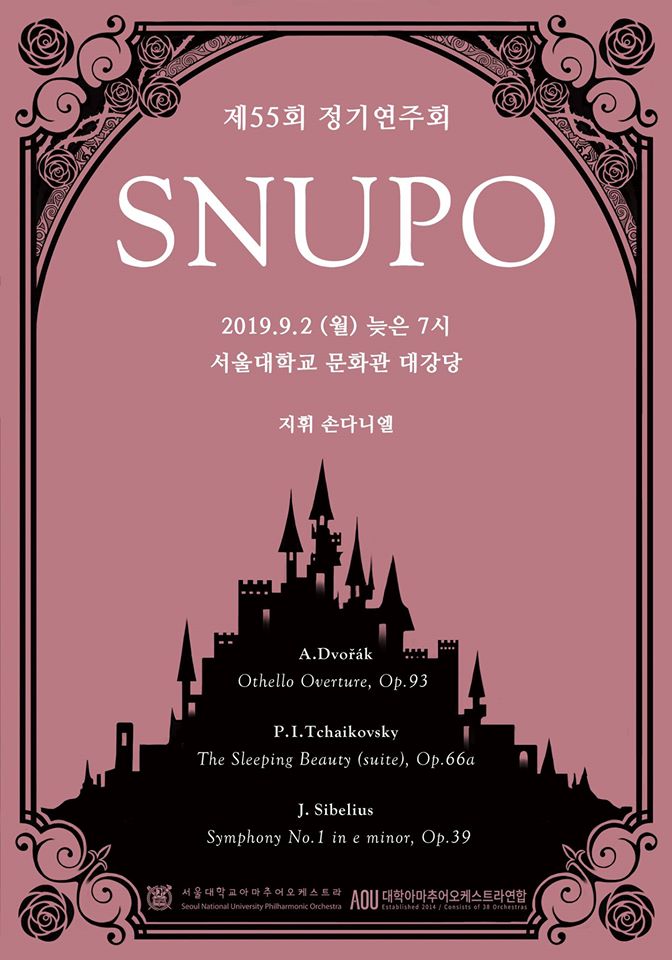 제55회 정기연주회
SNUPO
2019.9.2 (월) 늦은 7시
서울대학교 문화관 대강당
지휘 손다니엘
A.Dvořák
Othello Overture, Op.93
P.I.Tchaikovsky
The Sleeping Beauty (suite), Op.66a
J. Sibelius
Symphony No.1 in e minor, Op.39
서울대학교아마추어오케스트라
Seoul National University Philharmonic Orchestra
AOU 대학아마추어오케스트라연합
Established 2014 / Consists of 38 Orchestras